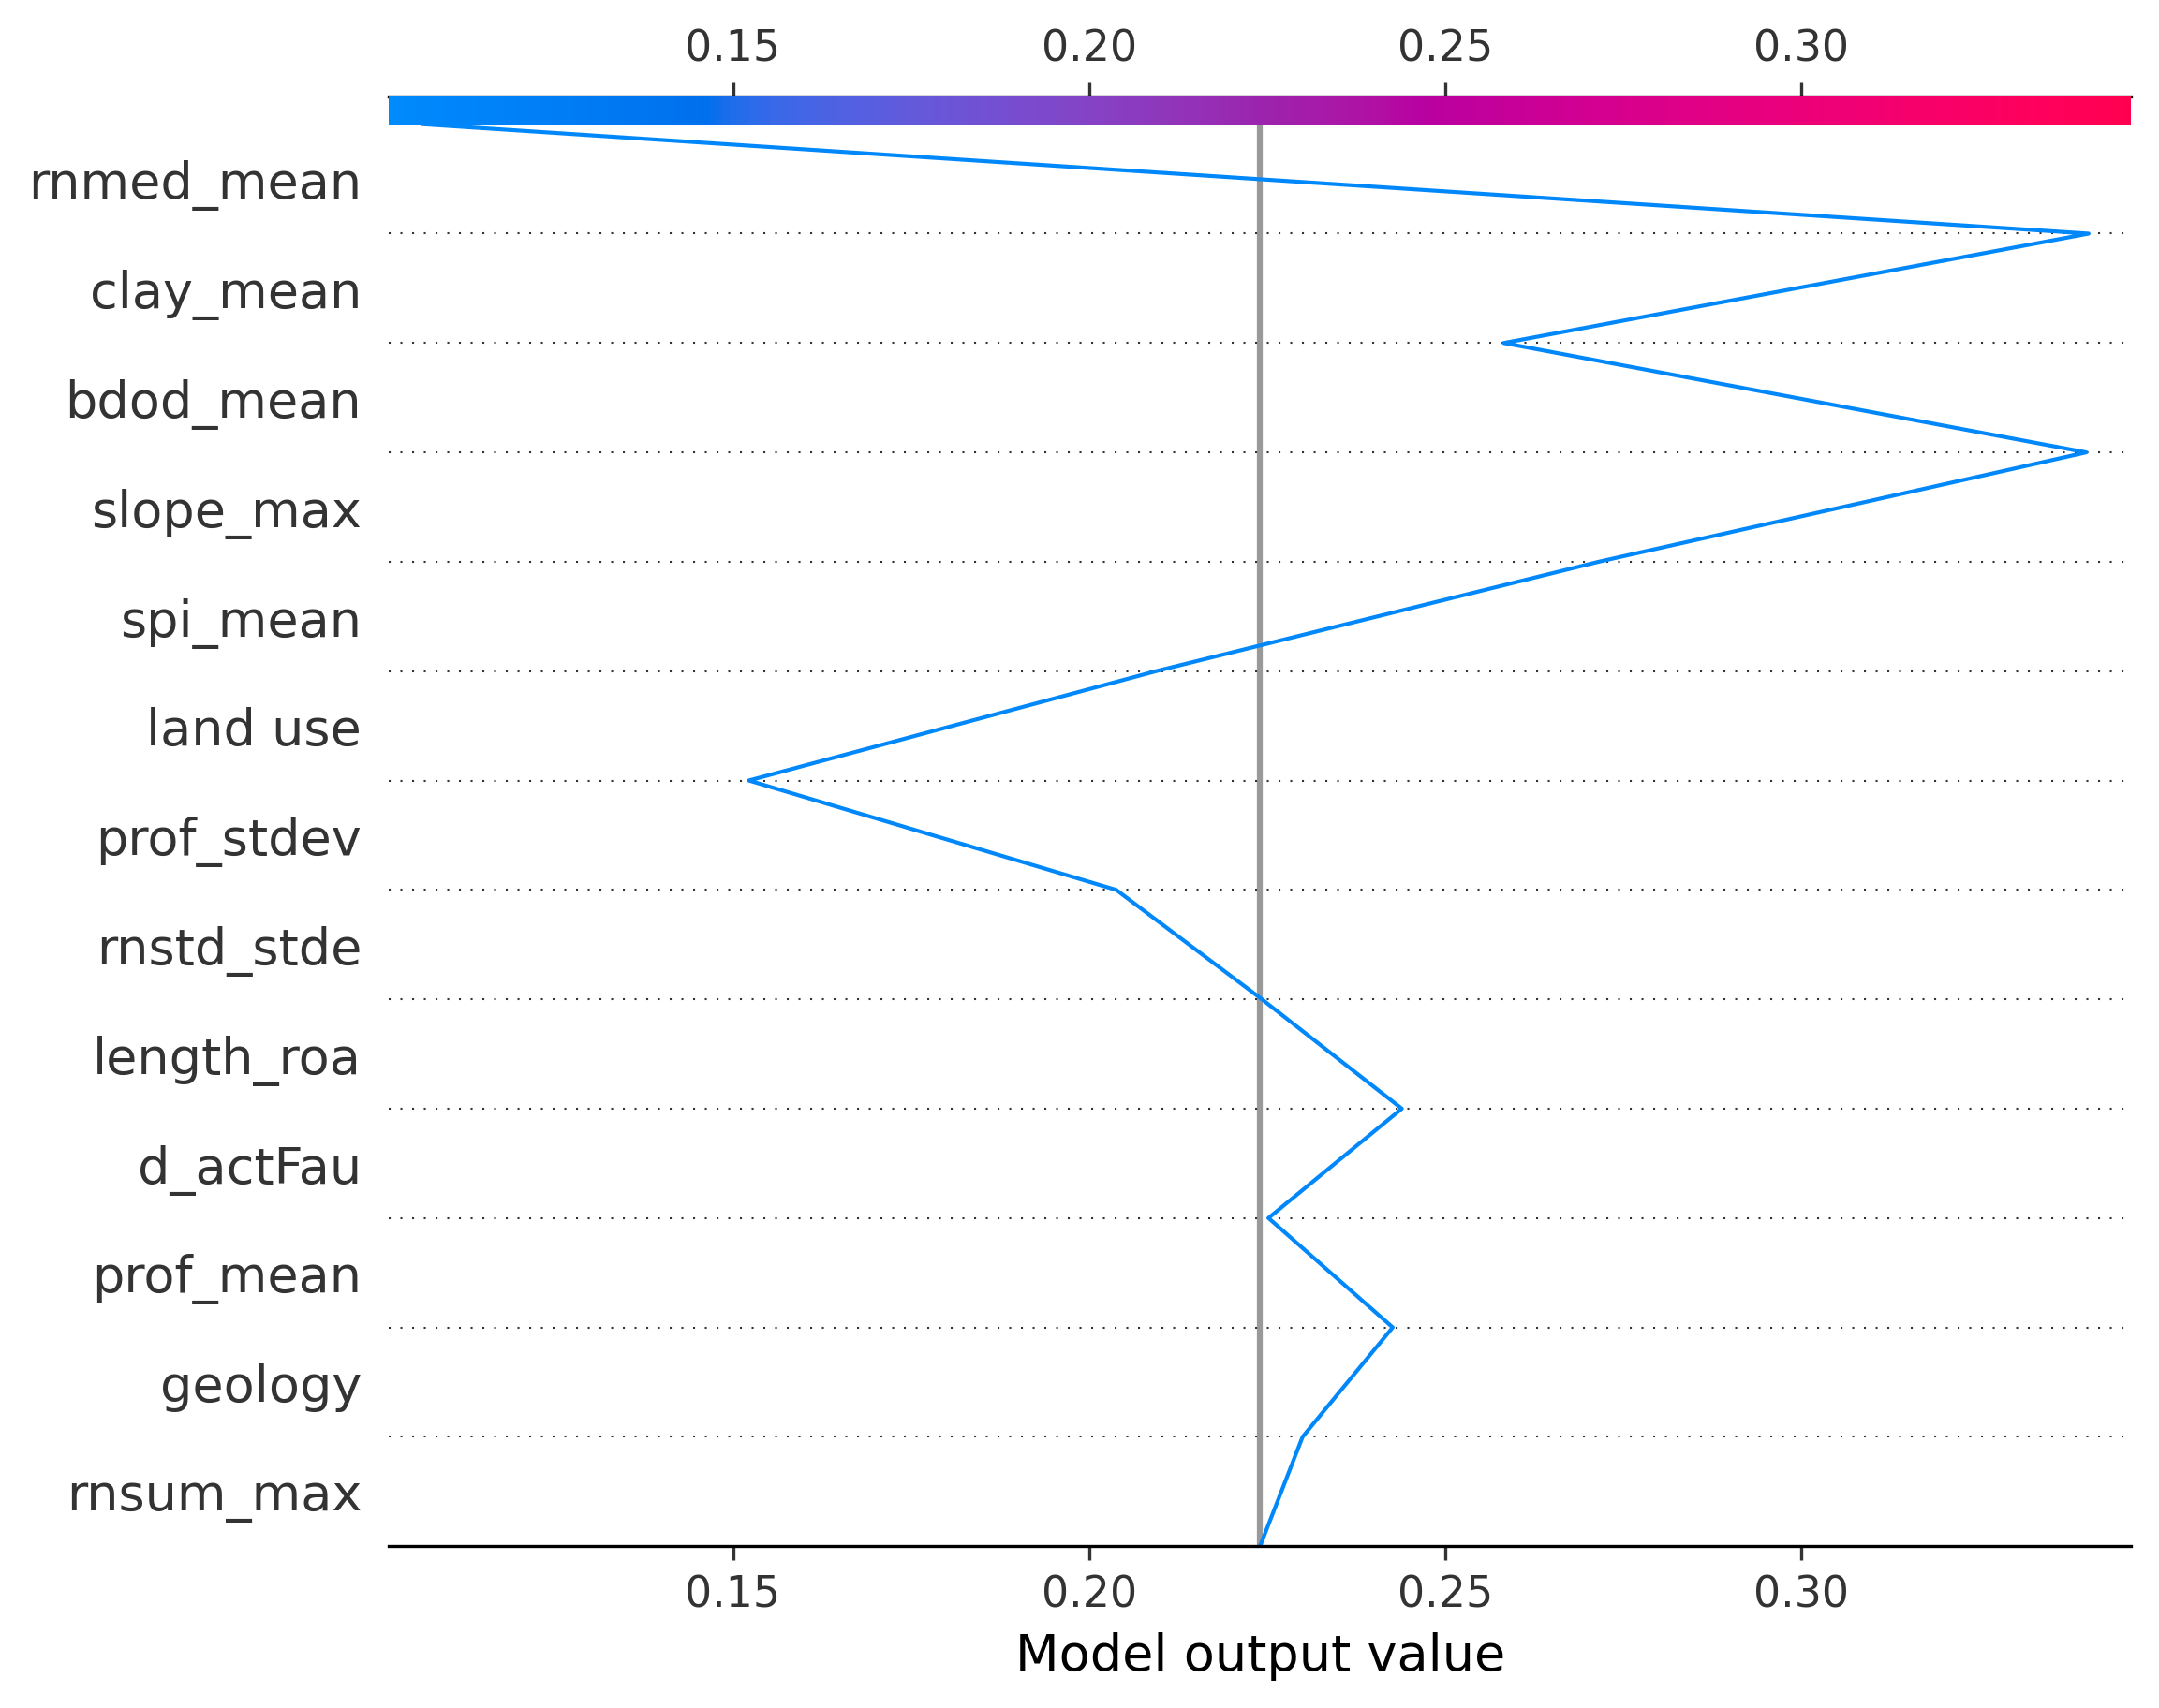 0.15 0.20 0.25 0.30
rnmed_mean
clay_mean
bdod_mean
slope_max
spi_mean
land use
prof_stdev
rnstd_stde
length_roa
d_actFau
prof_mean
geology
rnsum_max
0.15 0.20 0.25 0.30
Model output value